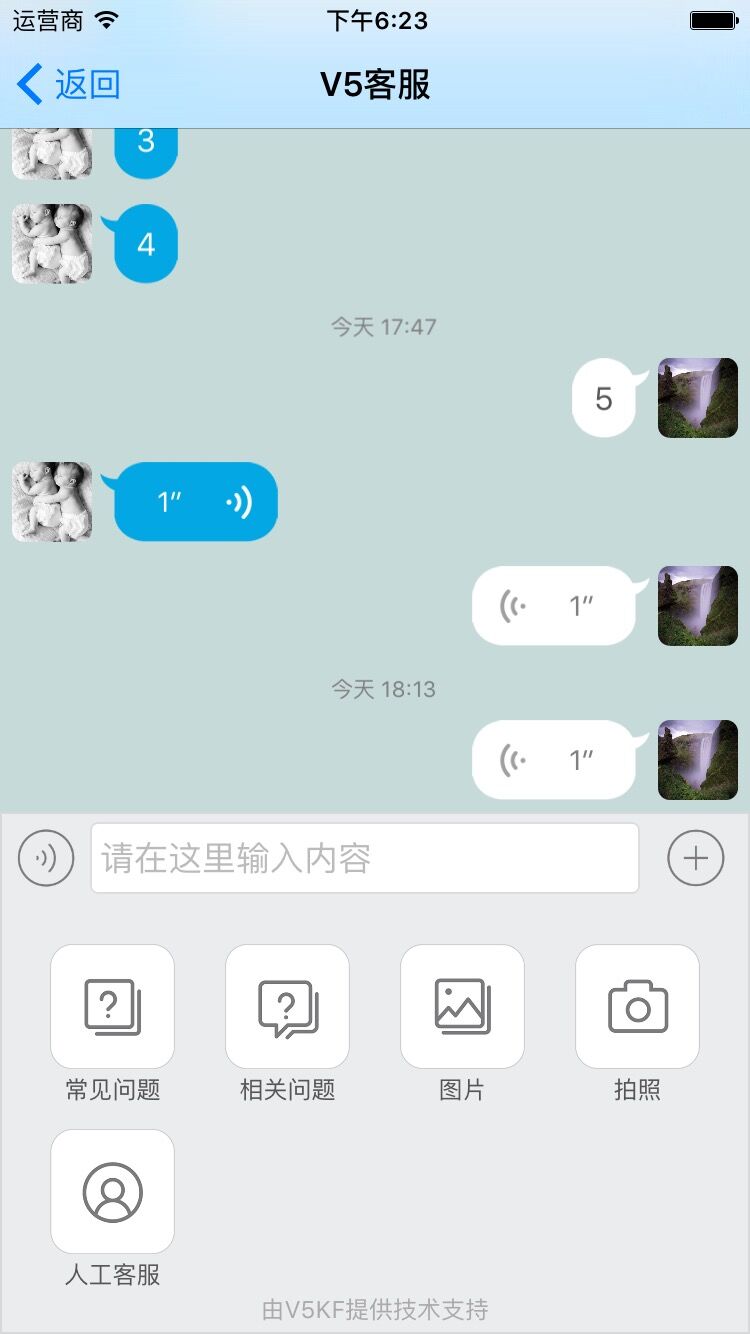 运营商 下午6:23
返回 V5客服
3
4
今天 17:47
5
1″
1″
今天 18:13
1″
请在这里输入内容
常见问题 相关问题 图片 拍照
人工客服
由V5KF提供技术支持